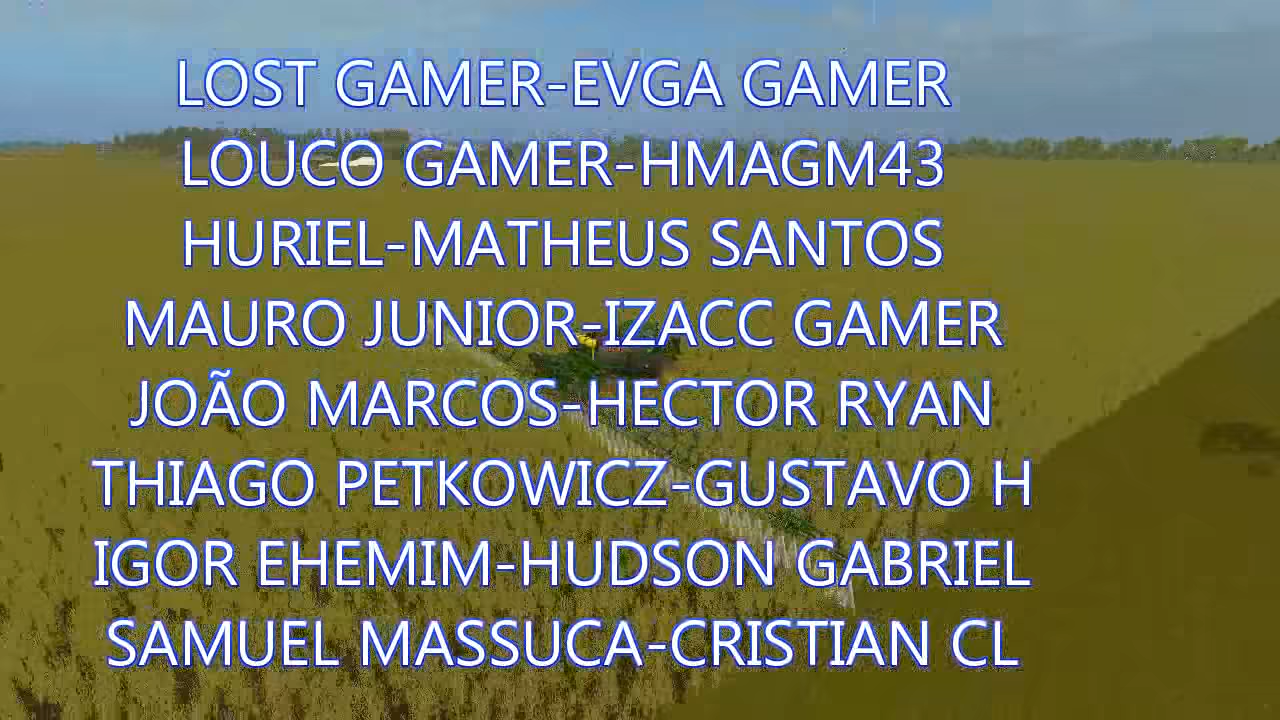 LOST GAMER-EVGA GAMER
LOUCO GAMER-HMAGM43
HURIEL-MATHEUS SANTOS
MAURO JUNIOR-IZACC GAMER
JOÃO MARCOS-HECTOR RYAN
THIAGO PETKOWICZ-GUSTAVO H
IGOR EHEMIM-HUDSON GABRIEL
SAMUEL MASSUCA-CRISTIAN CL